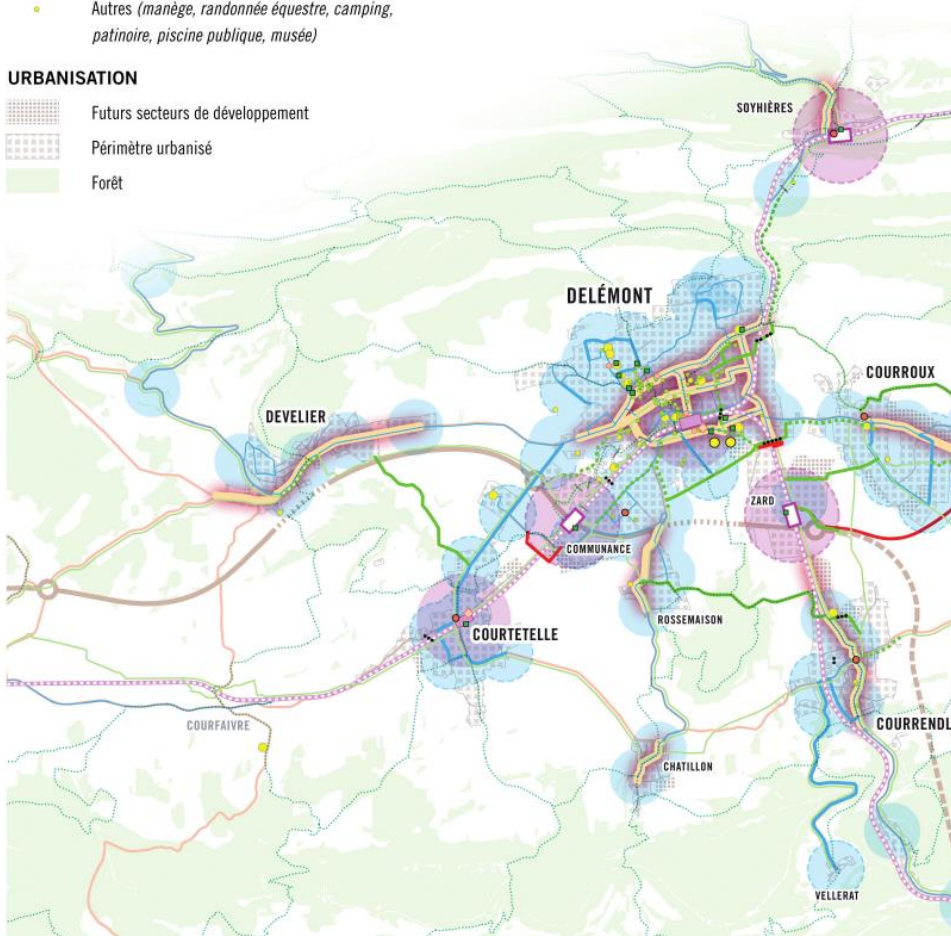 Autres (manège, randonnée équestre, camping,
patinoire, piscine publique, musée)
URBANISATION
Futurs secteurs de développement
Périmètre urbanisé
Forêt
SOYHIÈRES
DELÉMONT
COURROUX
DEVELIER
ZARD
COMMUNANCE
ROSSEMAISON
COURTETELLE
COURFAIVRE
COURRENDL
CHATILLON
VELLERAT